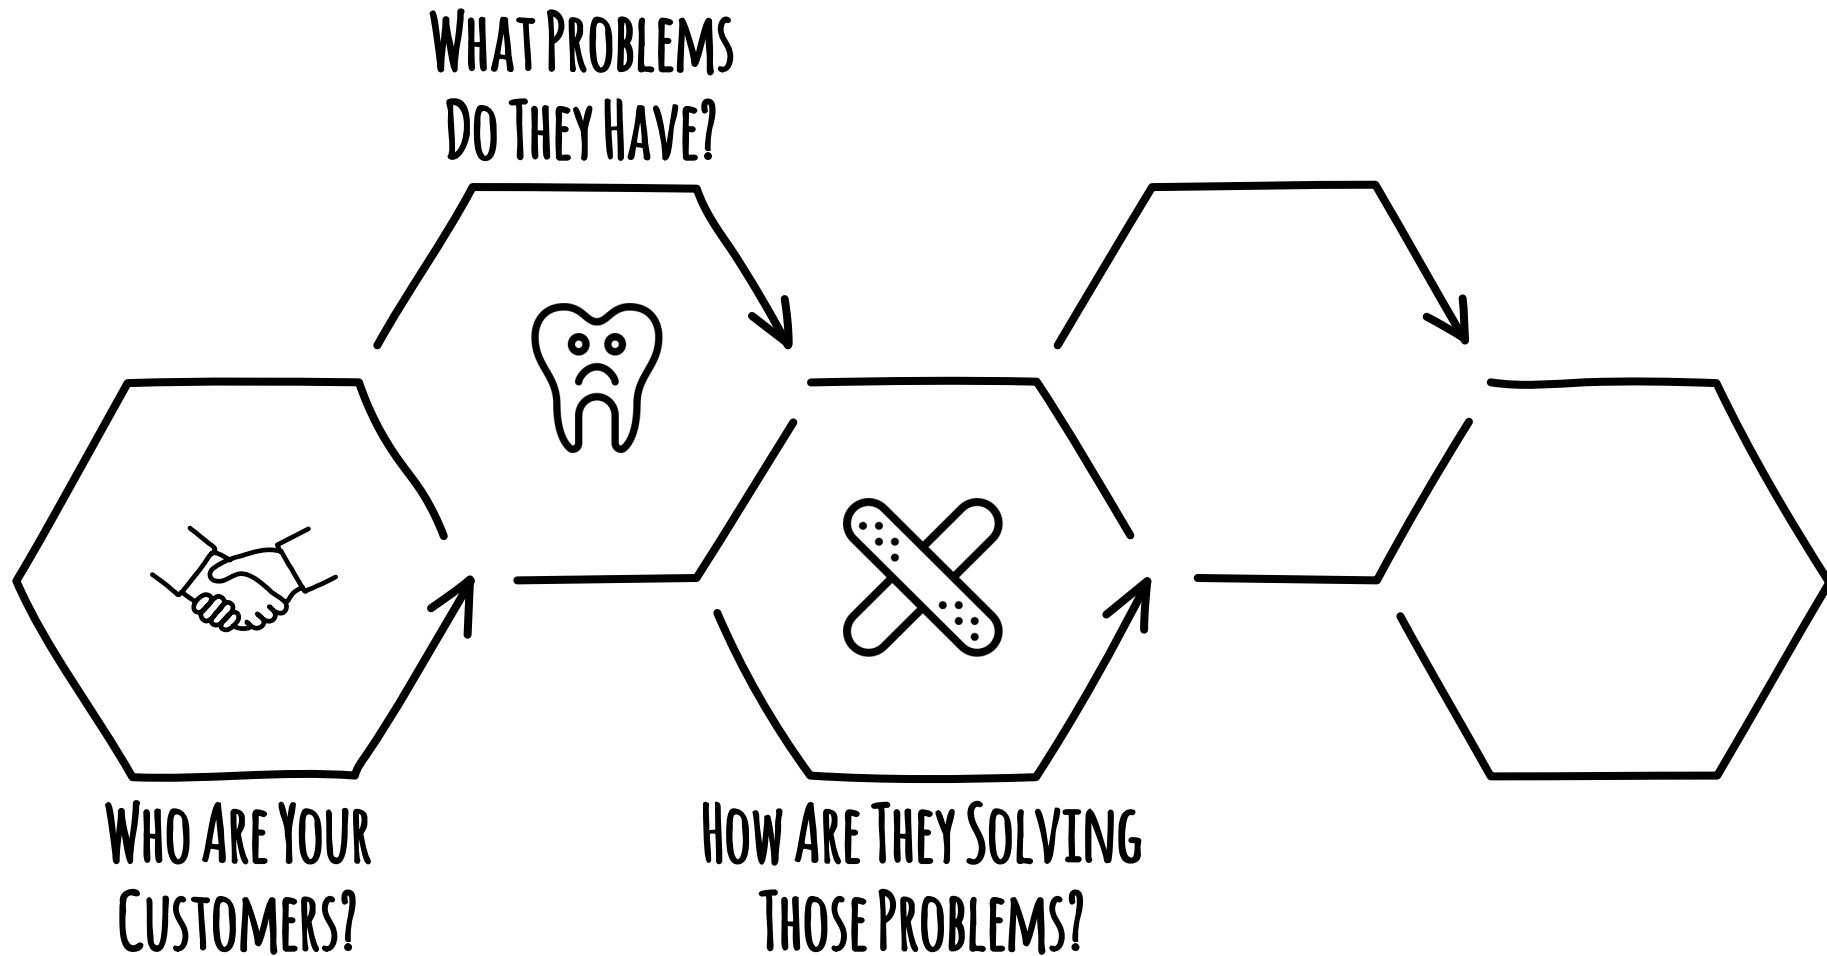 What Problems
Do They Have?
Who Are Your
Customers?
How Are They Solving
Those Problems?